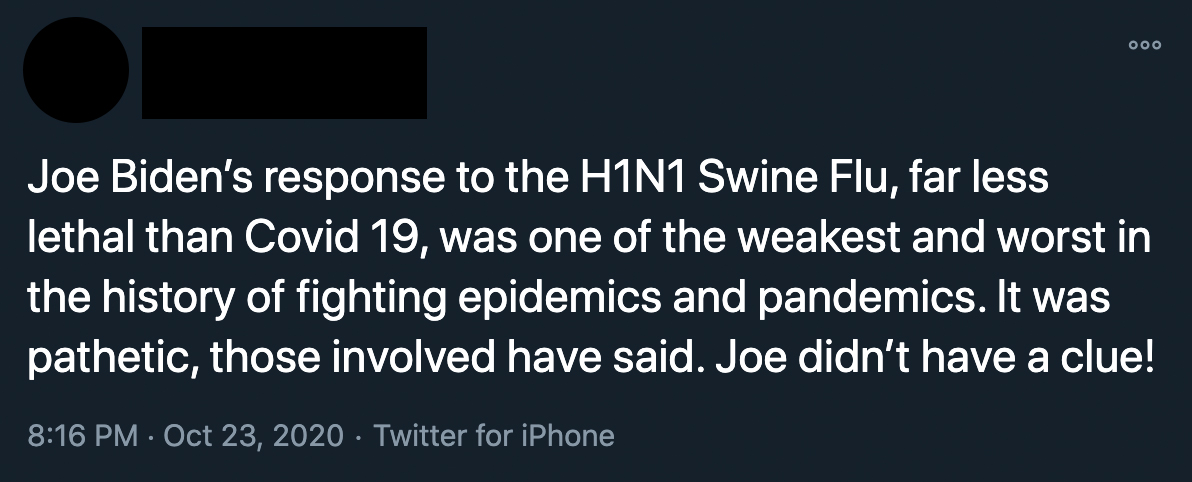 Joe Biden’s response to the H1N1 Swine Flu, far less
lethal than Covid 19, was one of the weakest and worst in
the history of fighting epidemics and pandemics. It was
pathetic, those involved have said. Joe didn’t have a clue!
8:16 PM · Oct 23, 2020 · Twitter for iPhone